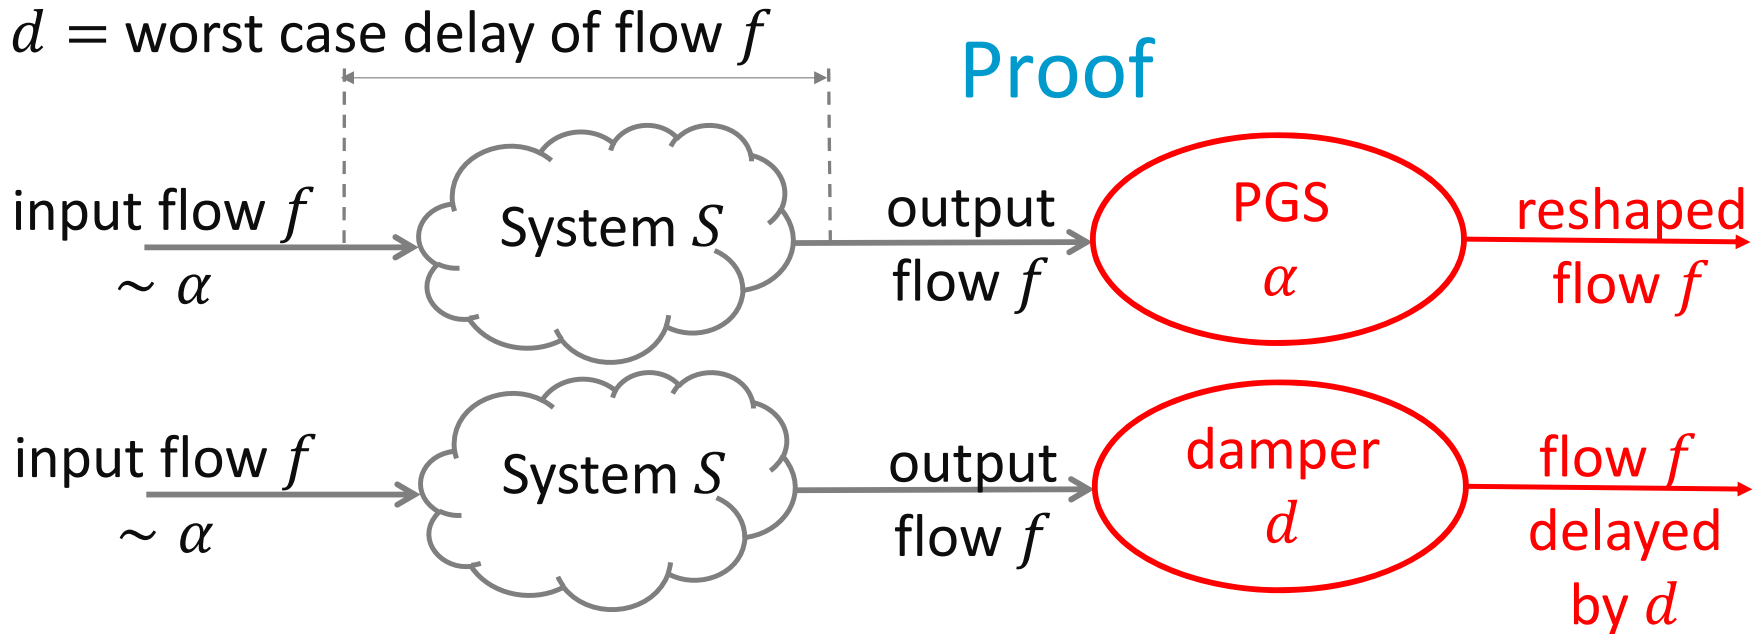 d = worst case delay of flow f
Proof
input flow f
~ α
System S
output
flow f
PGS
α
reshaped
flow f
input flow f
~ α
System S
output
flow f
damper
d
flow f
delayed
by d